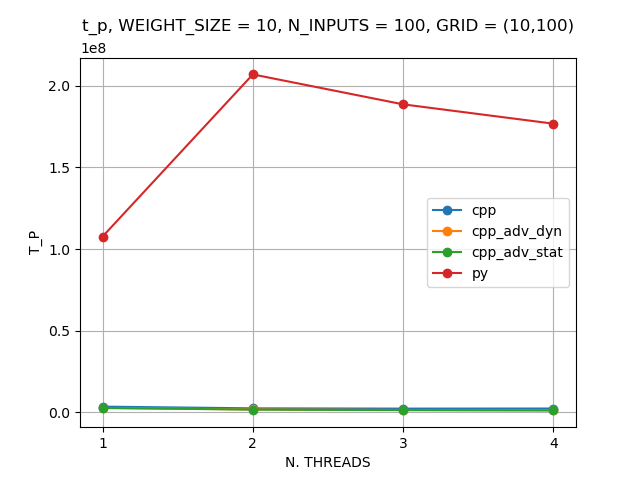 t_p, WEIGHT_SIZE = 10, N_INPUTS = 100, GRID = (10,100)
1e8
2.0
1.5
1.0
0.5
0.0
T_P
cpp
cpp_adv_dyn
cpp_adv_stat
py
1 2 3 4
N. THREADS